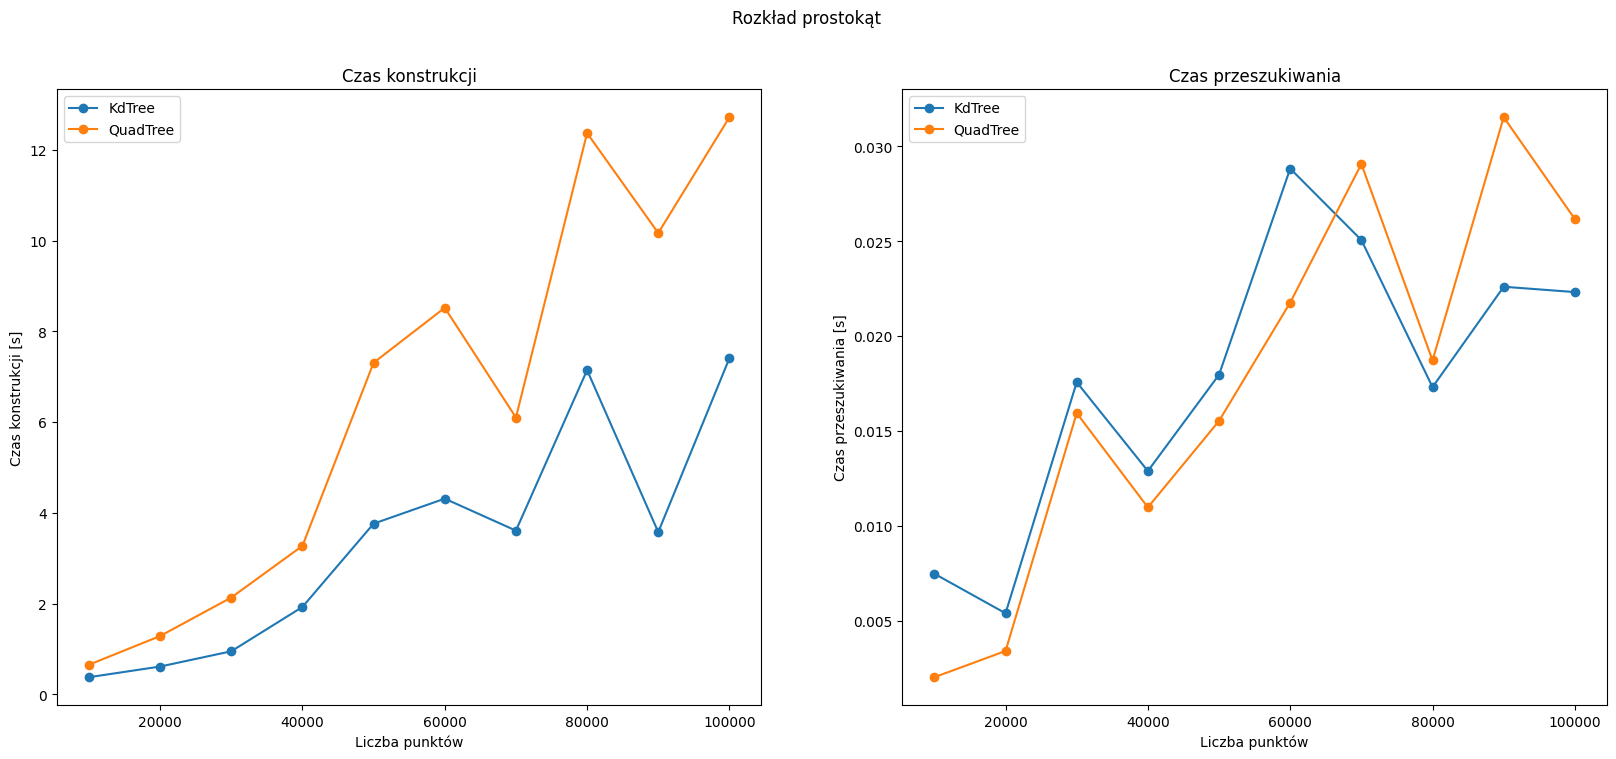 Rozkład prostokąt
Czas konstrukcji
KdTree
QuadTree
12
10
8
6
4
2
0
Czas konstrukcji [s]
20000
40000
60000
80000
100000
Liczba punktów
Czas przeszukiwania
KdTree
QuadTree
0.030
0.025
0.020
0.015
0.010
0.005
Czas przeszukiwania [s]
20000
40000
60000
80000
100000
Liczba punktów